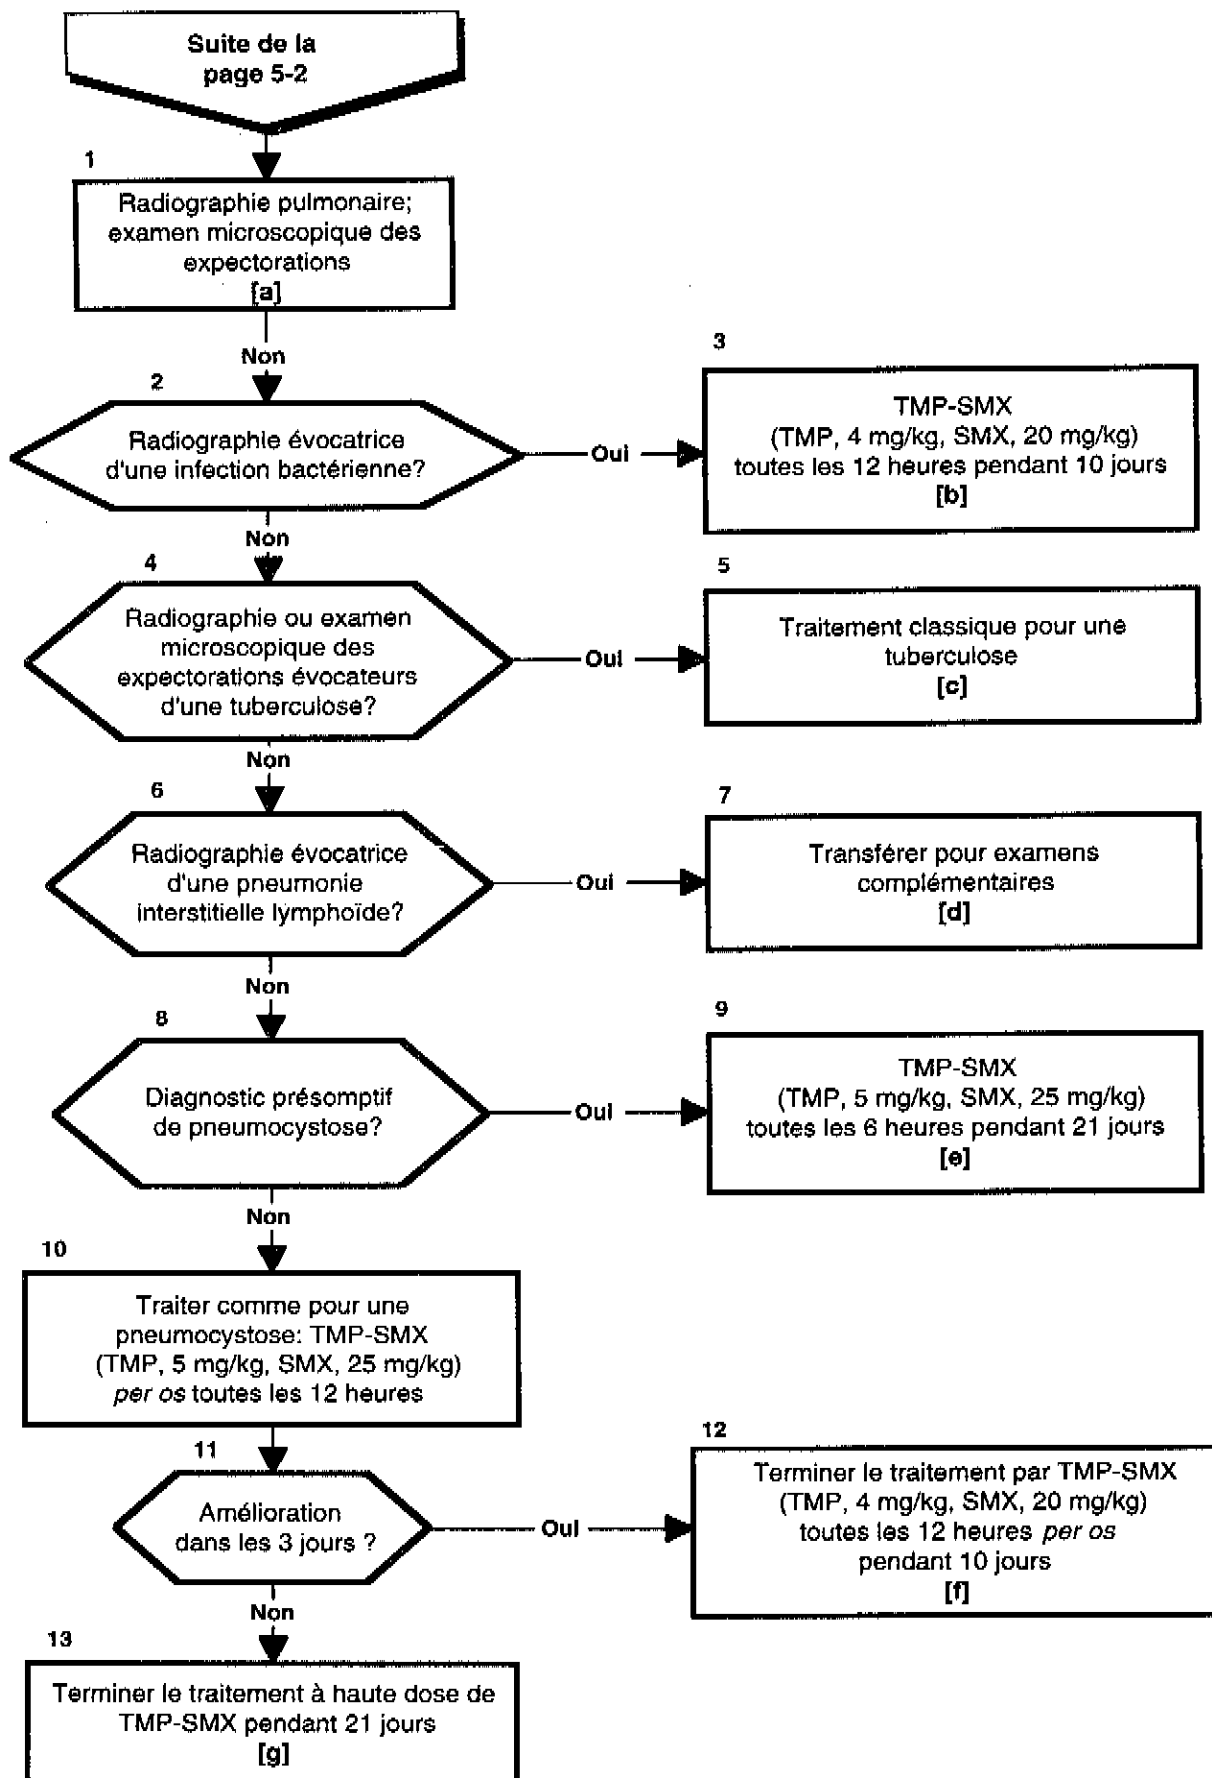 Suite de la
page 5-2
1
Radiographie pulmonaire;
examen microscopique des
expectorations
[a]
Non
2
Radiographie évocatrice
d'une infection bactérienne?
Oui
3
TMP-SMX
(TMP, 4 mg/kg, SMX, 20 mg/kg)
toutes les 12 heures pendant 10 jours
[b]
Non
4
Radiographie ou examen
microscopique des
expectorations évocateurs
d'une tuberculose?
Oui
5
Traitement classique pour une
tuberculose
[c]
Non
6
Radiographie évocatrice
d'une pneumonie
interstitielle lymphoïde?
Oui
7
Transférer pour examens
complémentaires
[d]
Non
8
Diagnostic présomptif
de pneumocystose?
Oui
9
TMP-SMX
(TMP, 5 mg/kg, SMX, 25 mg/kg)
toutes les 6 heures pendant 21 jours
[e]
Non
10
Traiter comme pour une
pneumocystose: TMP-SMX
(TMP, 5 mg/kg, SMX, 25 mg/kg)
per os toutes les 12 heures
11
Amélioration
dans les 3 jours ?
Oui
12
Terminer le traitement par TMP-SMX
(TMP, 4 mg/kg, SMX, 20 mg/kg)
toutes les 12 heures per os
pendant 10 jours
[f]
Non
13
Terminer le traitement à haute dose de
TMP-SMX pendant 21 jours
[g]